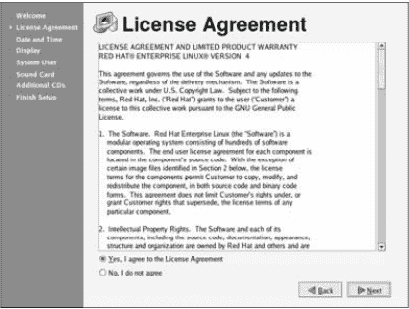 Welcome
License Agreement
Date and Time
Display
System User
Sound Card
Additional CDs
Finish Setup
License Agreement
LICENSE AGREEMENT AND LIMITED PRODUCT WARRANTY
RED HAT® ENTERPRISE LINUX® VERSION 4
This agreement governs the use of the Software and any updates to the
Software, regardless of the delivery mechanism. The Software is a
collective work under U.S. Copyright Law. Subject to the following
terms, Red Hat, Inc. ("Red Hat") grants to the user ("Customer") a
license to this collective work pursuant to the GNU General Public
License.
1. The Software. Red Hat Enterprise Linux (the "Software") is a
modular operating system consisting of hundreds of software
components. The end user license agreement for each component is
located in the component's source code. With the exception of
certain image files identified in Section 2 below, the license
terms for the components permit Customer to copy, modify, and
redistribute the component, in both source code and binary code
forms. This agreement does not limit Customer's rights under, or
grant Customer rights that supersede, the license terms of any
particular component.
2. Intellectual Property Rights. The Software and each of its
components, including the source code, documentation, appearance,
structure and organization are owned by Red Hat and others and are
Yes, I agree to the License Agreement
No, I do not agree
Back
Next